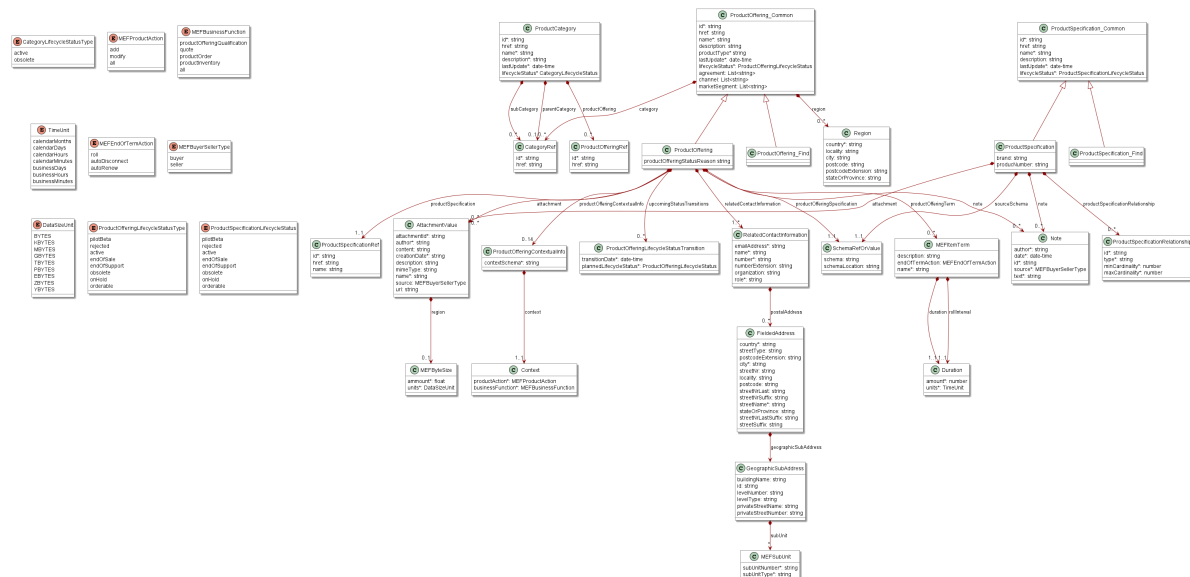 CategoryLifecycleStatusType
active
obsolete
MEFProductAction
add
modify
all
MEFBusinessFunction
productOfferingQualification
quote
productOrder
productInventory
all
ProductCategory
id*: string
href: string
name*: string
description*: string
lastUpdate*: date-time
lifecycleStatus* CategoryLifecycleStatus
ProductOffering_Common
id*: string
href: string
name*: string
description: string
productType* string
lastUpdate*: date-time
lifecycleStatus*: ProductOfferingLifecycleStatus
agreement: List<string>
channel: List<string>
marketSegment: List<string>
ProductSpecification_Common
id*: string
href: string
name*: string
description: string
lastUpdate*: date-time
lifecycleStatus*: ProductSpecificationLifecycleStatus
subCategory
parentCategory
productOffering
category
region
TimeUnit
calendarMonths
calendarDays
calendarHours
calendarMinutes
businessDays
businessHours
businessMinutes
MEFEndOfTermAction
roll
autoDisconnect
autoRenew
MEFBuyerSellerType
buyer
seller
CategoryRef
id*: string
href: string
ProductOfferingRef
id*: string
href: string
ProductOffering
productOfferingStatusReason string
ProductOffering_Find
Region
country*: string
locality: string
city: string
postcode: string
postcodeExtension: string
stateOrProvince: string
ProductSpecification
brand: string
productNumber: string
ProductSpecification_Find
productSpecification
attachment
productOfferingContextualInfo
upcomingStatusTransitions
relatedContactInformation
productOfferingSpecification
productOfferingTerm
attachment
note
sourceSchema
note
productSpecificationRelationship
DataSizeUnit
BYTES
KBYTES
MBYTES
GBYTES
TBYTES
PBYTES
EBYTES
ZBYTES
YBYTES
ProductOfferingLifecycleStatusType
pilotBeta
rejected
active
endOfSale
endOfSupport
obsolete
onHold
orderable
ProductSpecificationLifecycleStatus
pilotBeta
rejected
active
endOfSale
endOfSupport
obsolete
onHold
orderable
ProductSpecificationRef
id*: string
href: string
name: string
AttachmentValue
attachmentId*: string
author*: string
content: string
creationDate*: string
description: string
mimeType: string
name*: string
source: MEFBuyerSellerType
url: string
ProductOfferingContextualInfo
contextSchema*: string
ProductOfferingLifecycleStatusTransition
transitionDate*: date-time
plannedLifecycleStatus*: ProductOfferingLifecycleStatus
RelatedContactInformation
emailAddress*: string
name*: string
number*: string
numberExtension: string
organization: string
role*: string
SchemaRefOrValue
schema: string
schemaLocation: string
MEFItemTerm
description: string
endOfTermAction: MEFEndOfTermAction
name*: string
Note
author*: string
date*: date-time
id*: string
source*: MEFBuyerSellerType
text*: string
ProductSpecificationRelationship
id*: string
type*: string
minCardinality*: number
maxCardinality*: number
region
context
postalAddress
duration
rollInterval
MEFByteSize
ammount*: float
units*: DataSizeUnit
Context
productAction*: MEFProductAction
businessFunction*: MEFBusinessFunction
FieldedAddress
country*: string
streetType: string
postcodeExtension: string
city*: string
streetNr: string
locality: string
postcode: string
streetNrLast: string
streetNrSuffix: string
streetName*: string
stateOrProvince: string
streetNrLastSuffix: string
streetSuffix: string
Duration
amount*: number
units*: TimeUnit
geographicSubAddress
GeographicSubAddress
buildingName: string
id: string
levelNumber: string
levelType: string
privateStreetName: string
privateStreetNumber: string
subUnit
MEFSubUnit
subUnitNumber*: string
subUnitType*: string